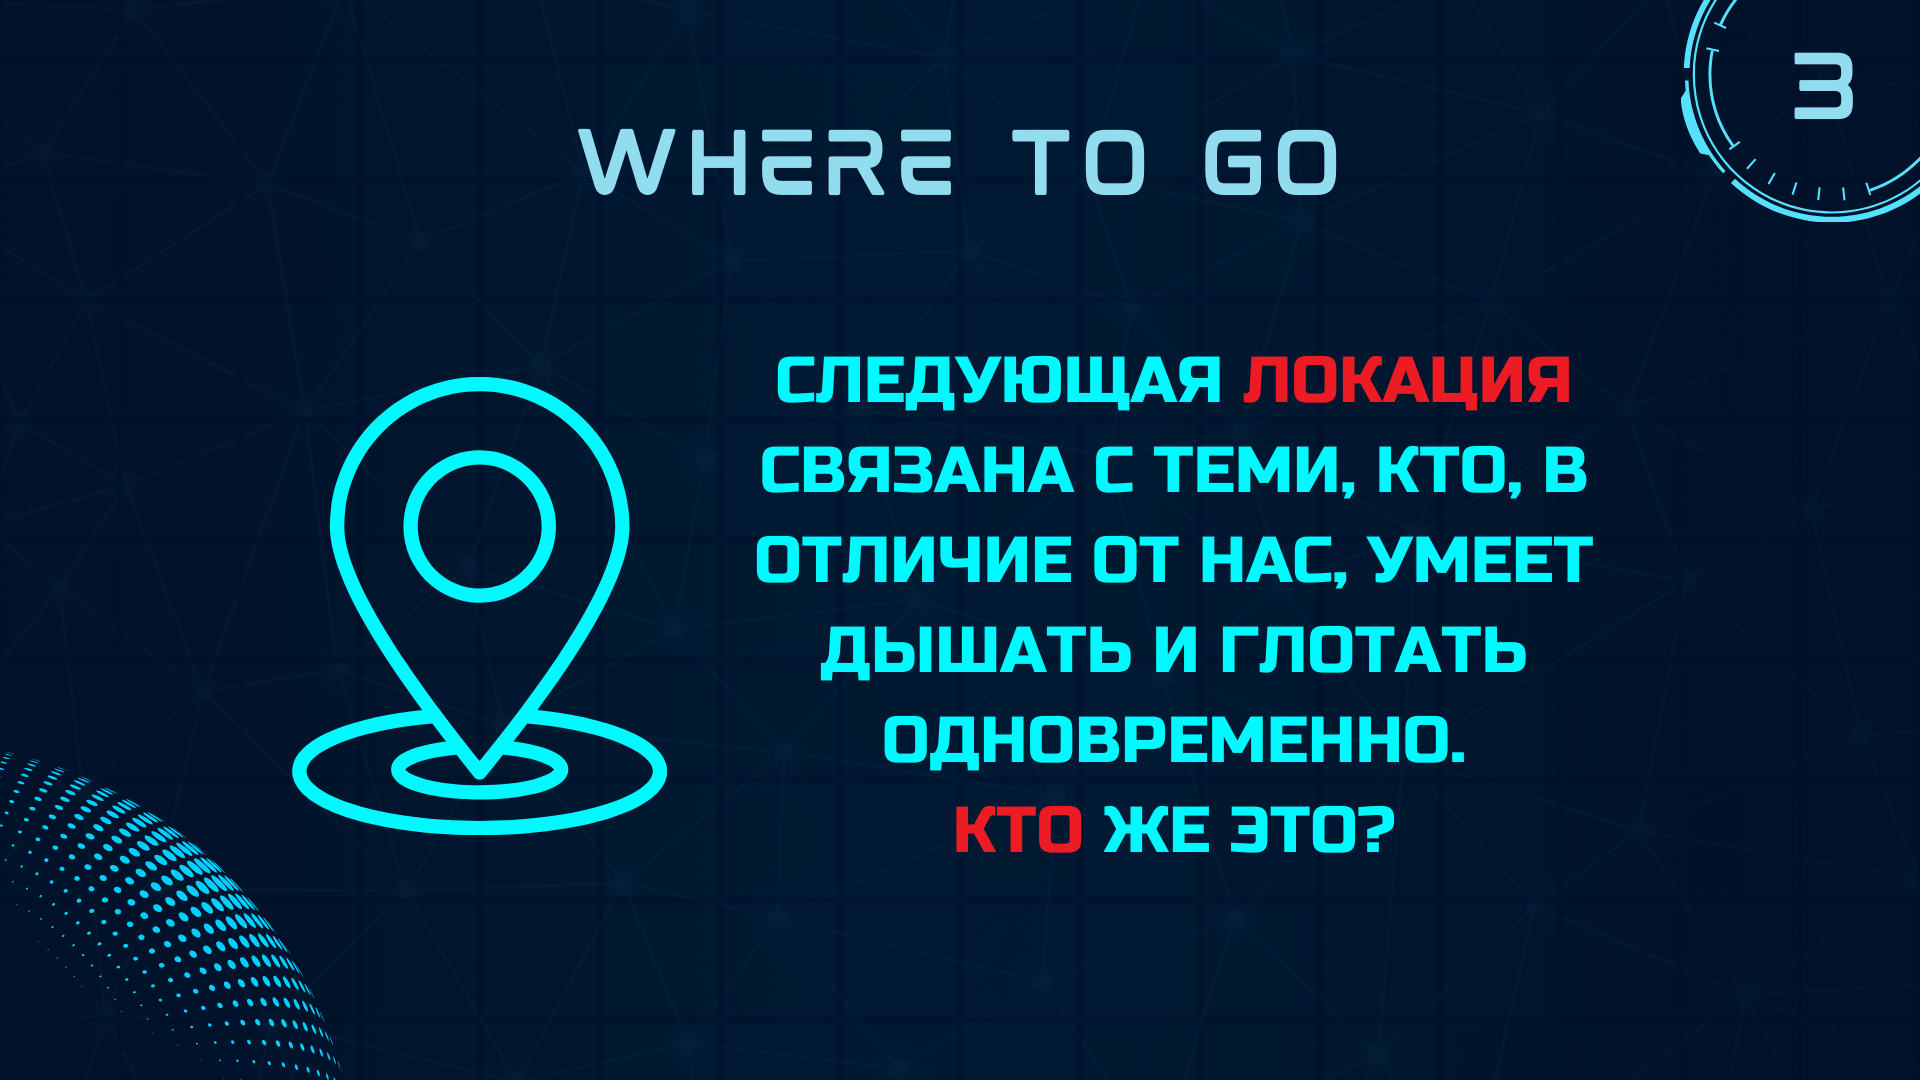 3
WHERE TO GO
СЛЕДУЮЩАЯ ЛОКАЦИЯ
СВЯЗАНА С ТЕМИ, КТО, В
ОТЛИЧИЕ ОТ НАС, УМЕЕТ
ДЫШАТЬ И ГЛОТАТЬ
ОДНОВРЕМЕННО.
КТО ЖЕ ЭТО?